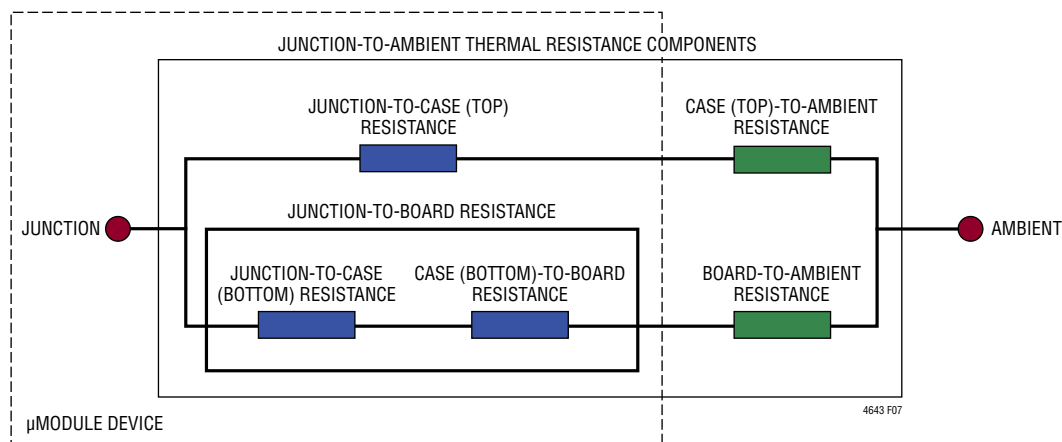 JUNCTION-TO-AMBIENT THERMAL RESISTANCE COMPONENTS
JUNCTION-TO-CASE (TOP)
RESISTANCE
CASE (TOP)-TO-AMBIENT
RESISTANCE
JUNCTION-TO-BOARD RESISTANCE
JUNCTION
AMBIENT
JUNCTION-TO-CASE
(BOTTOM) RESISTANCE
CASE (BOTTOM)-TO-BOARD
RESISTANCE
BOARD-TO-AMBIENT
RESISTANCE
4643 F07
µMODULE DEVICE